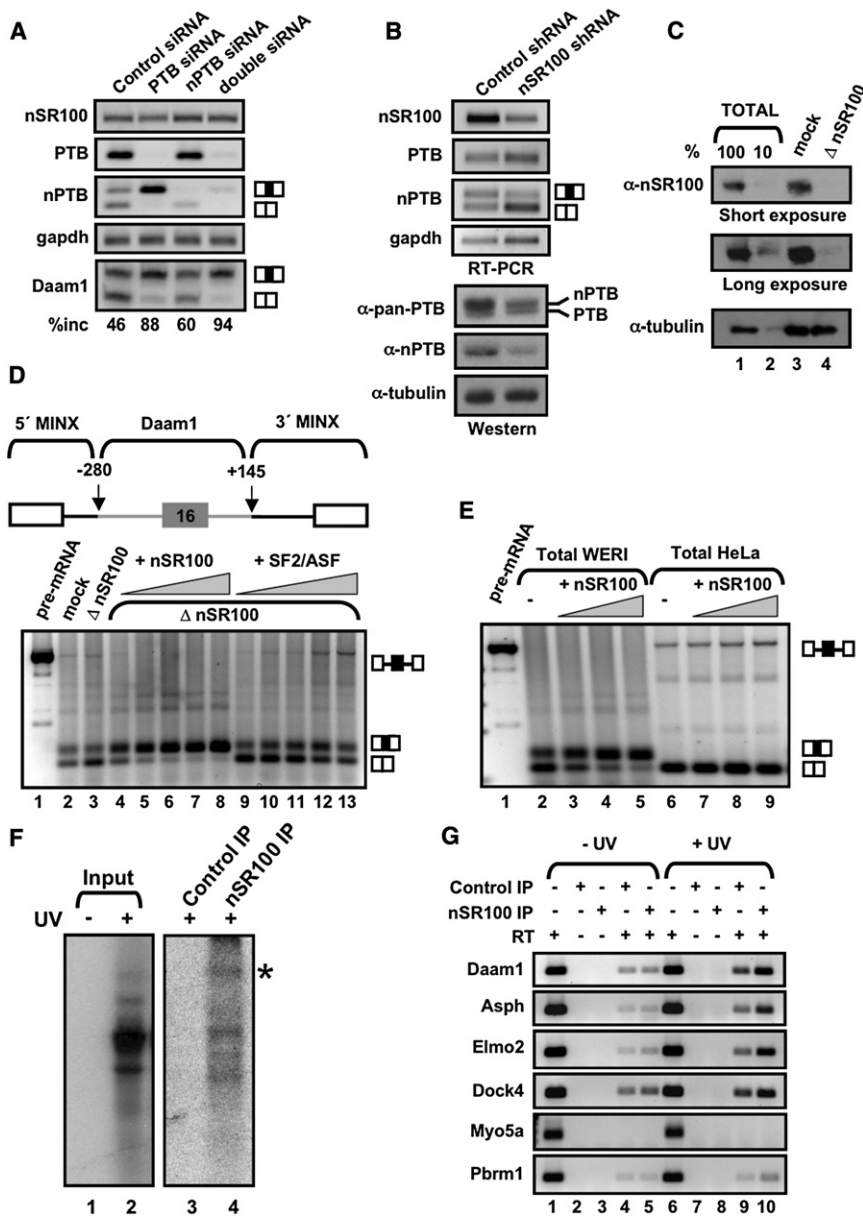 A
Control siRNA
PTB siRNA
nPTB siRNA
double siRNA
nSR100
PTB
nPTB
gapdh
Daam1
%inc 46 88 60 94
B
Control shRNA
nSR100 shRNA
nSR100
PTB
nPTB
gapdh
RT-PCR
α-pan-PTB
nPTB
PTB
α-nPTB
α-tubulin
Western
C
TOTAL
mock
Δ nSR100
% 100 10
α-nSR100
Short exposure
Long exposure
α-tubulin
1 2 3 4
D
5´ MINX Daam1 3´ MINX
-280 +145
16
pre-mRNA
mock
Δ nSR100
+ nSR100 + SF2/ASF
Δ nSR100
1 2 3 4 5 6 7 8 9 10 11 12 13
E
pre-mRNA
Total WERI Total HeLa
- + nSR100 - + nSR100
1 2 3 4 5 6 7 8 9
F
Input
Control IP
nSR100 IP
UV - + + +
*
1 2 3 4
G
- UV + UV
Control IP - + - + - - + - + -
nSR100 IP - - + - + - - + - +
RT + - - + + + - - + +
Daam1
Asph
Elmo2
Dock4
Myo5a
Pbrm1
1 2 3 4 5 6 7 8 9 10